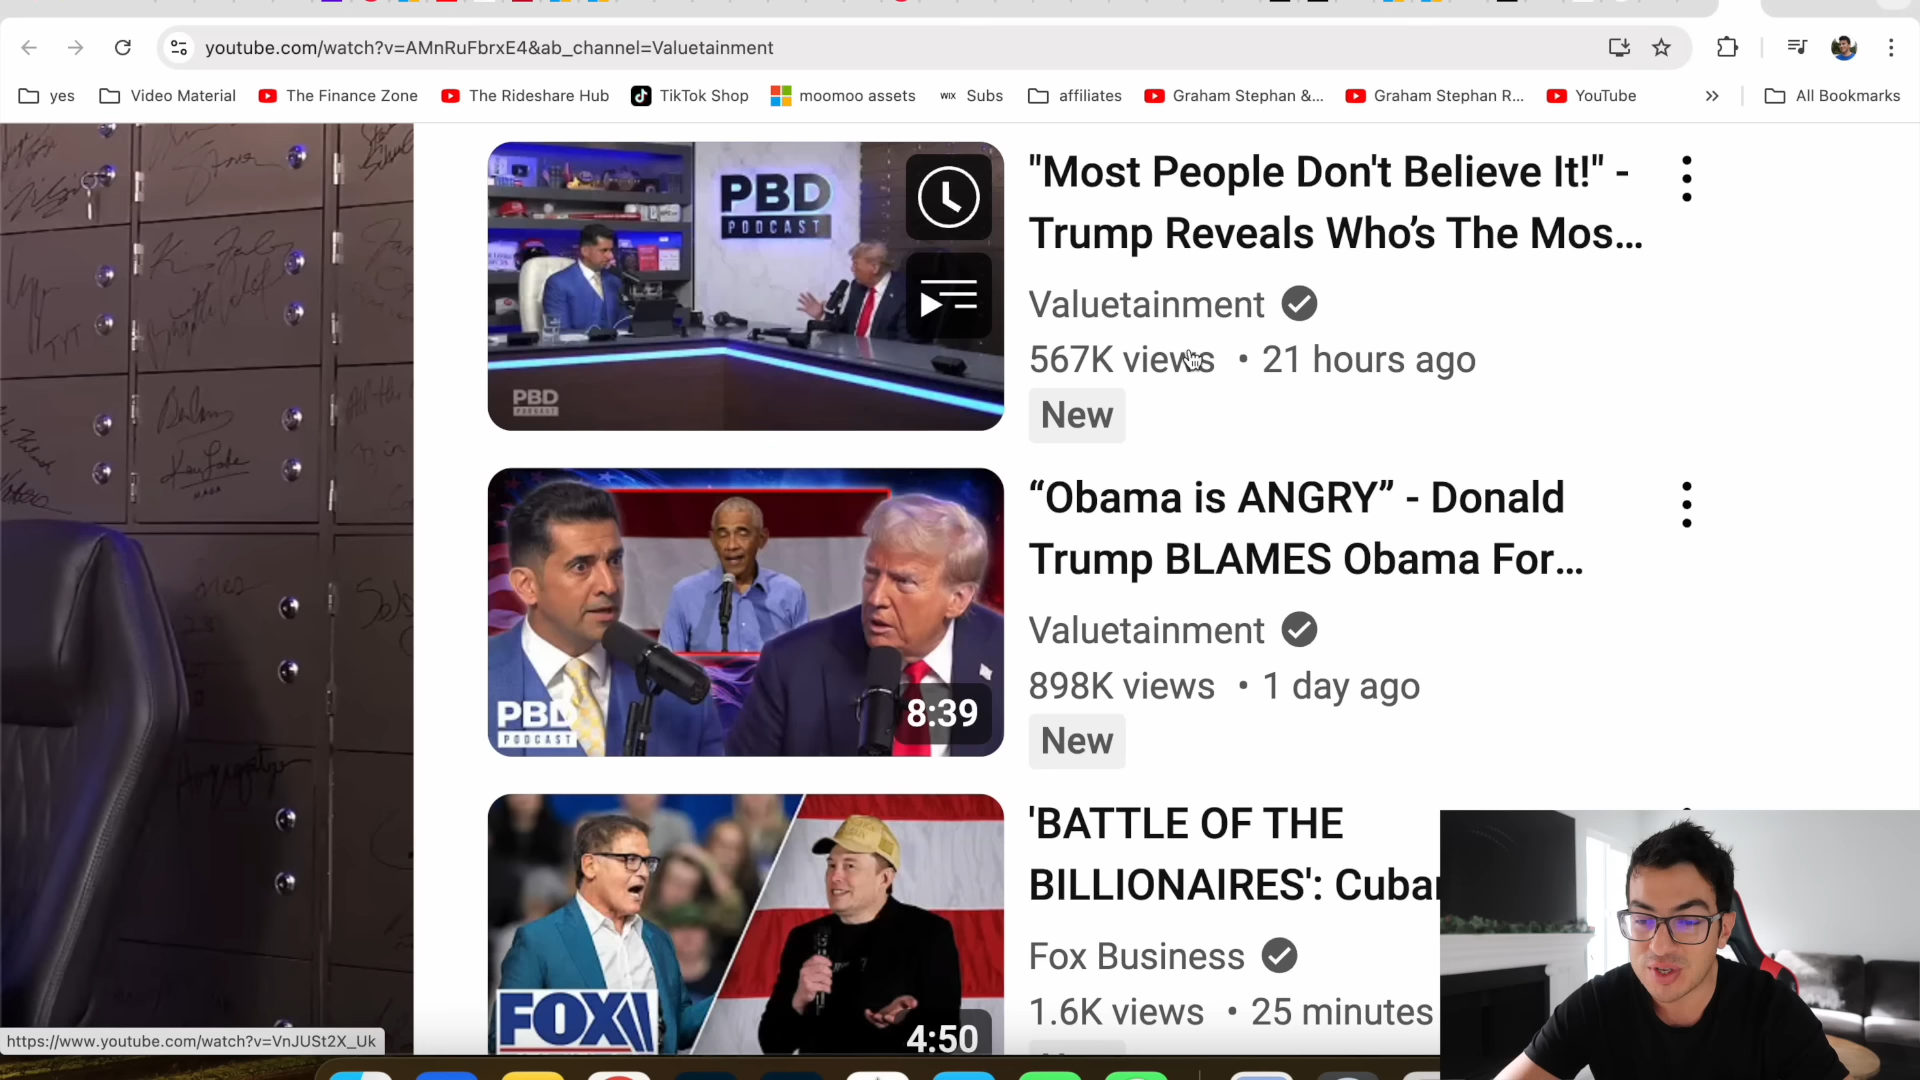 youtube.com/watch?v=AMnRuFbrxE4&ab_channel=Valuetainment
yes
Video Material
The Finance Zone
The Rideshare Hub
TikTok Shop
moomoo assets
WIX Subs
affiliates
Graham Stephan &...
Graham Stephan R...
YouTube
All Bookmarks
PBD
PODCAST
PBD
PODCAST
"Most People Don't Believe It!" -
Trump Reveals Who’s The Mos...
Valuetainment
567K views • 21 hours ago
New
PBD
PODCAST
8:39
“Obama is ANGRY” - Donald
Trump BLAMES Obama For...
Valuetainment
898K views • 1 day ago
New
FOX
4:50
'BATTLE OF THE
BILLIONAIRES': Cuba
Fox Business
1.6K views • 25 minutes
https://www.youtube.com/watch?v=VnJUSt2X_Uk